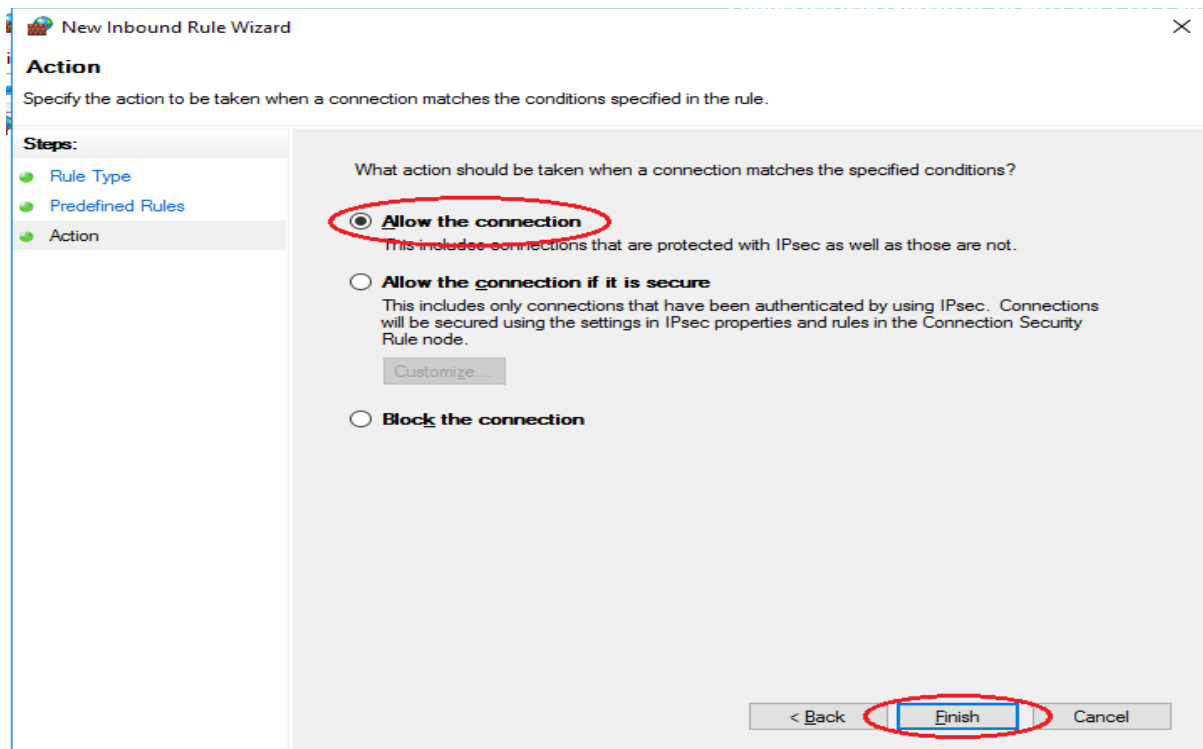 New Inbound Rule Wizard
Action
Specify the action to be taken when a connection matches the conditions specified in the rule.
Steps:
Rule Type
Predefined Rules
Action
What action should be taken when a connection matches the specified conditions?
Allow the connection
This includes connections that are protected with IPsec as well as those are not.
Allow the connection if it is secure
This includes only connections that have been authenticated by using IPsec. Connections
will be secured using the settings in IPsec properties and rules in the Connection Security
Rule node.
Customize...
Block the connection
< Back
Finish
Cancel